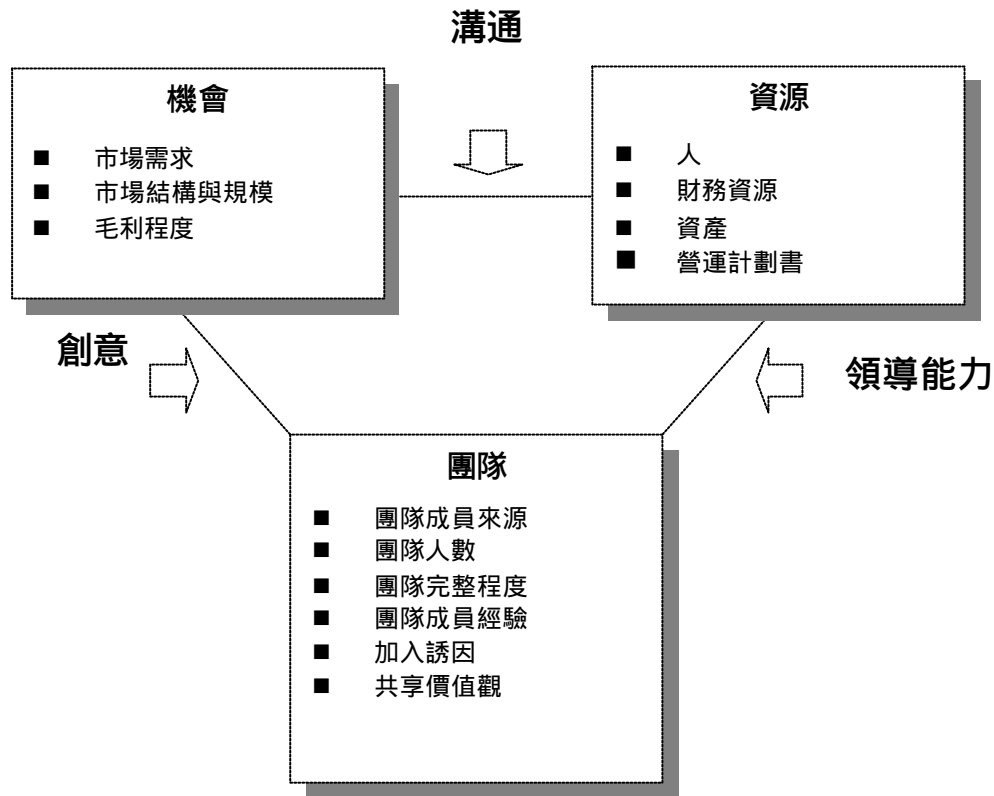 溝通
機會
■ 市場需求
■ 市場結構與規模
■ 毛利程度
資源
■ 人
■ 財務資源
■ 資產
■ 營運計劃書
創意
領導能力
團隊
■ 團隊成員來源
■ 團隊人數
■ 團隊完整程度
■ 團隊成員經驗
■ 加入誘因
■ 共享價值觀